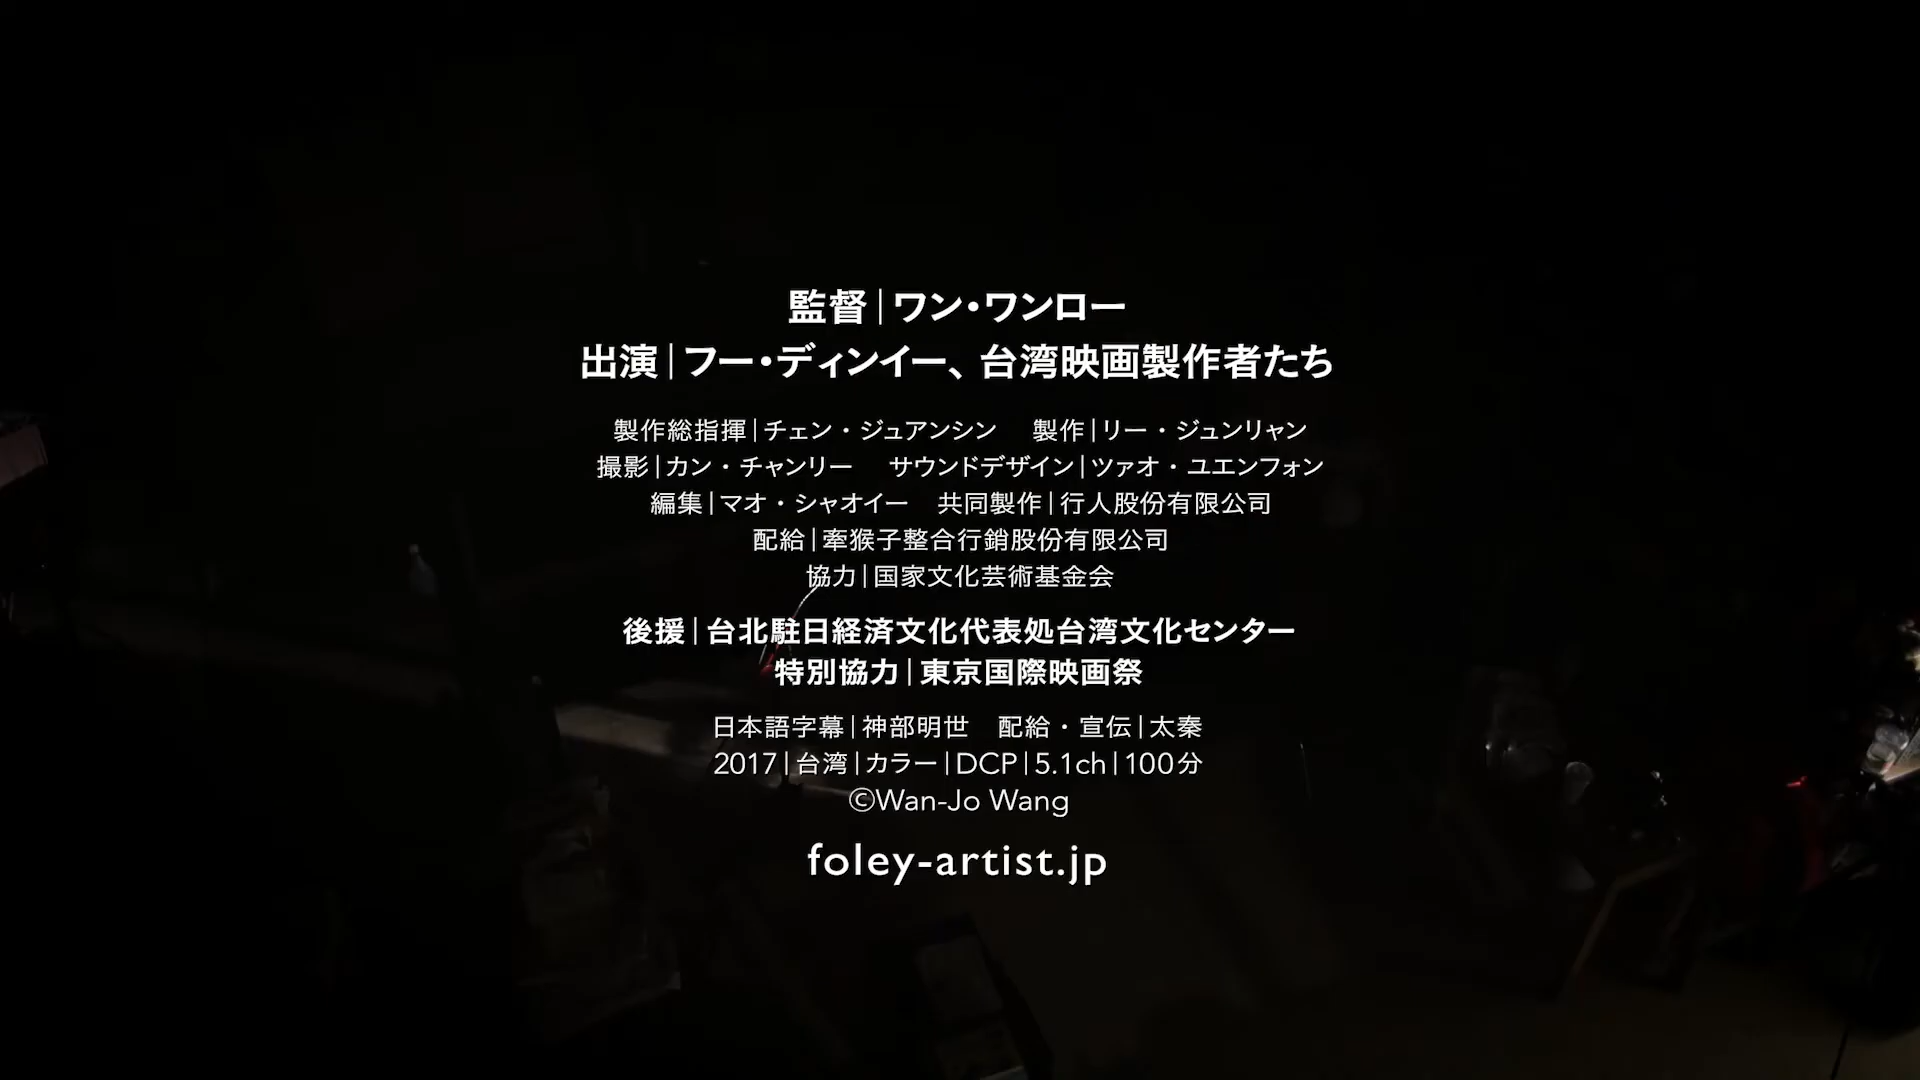 監督|ワン・ワンロー
出演|フー・ディンイー、台湾映画製作者たち
製作総指揮|チェン・ジュアンシン　製作|リー・ジュンリャン
撮影|カン・チャンリー　サウンドデザイン|ツァオ・ユエンフォン
編集|マオ・シャオイー　共同製作|行人股份有限公司
配給|牽猴子整合行銷股份有限公司
協力|国家文化芸術基金会
後援|台北駐日経済文化代表処台湾文化センター
特別協力|東京国際映画祭
日本語字幕|神部明世　配給・宣伝|太秦
2017|台湾|カラー|DCP|5.1ch|100分
©Wan-Jo Wang
foley-artist.jp